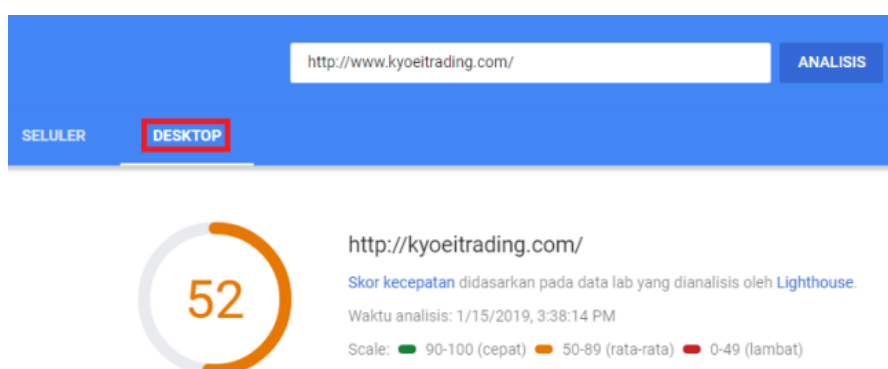 http://www.kyoeitrading.com/ ANALISIS
SELULER DESKTOP
52
http://kyoeitrading.com/
Skor kecepatan didasarkan pada data lab yang dianalisis oleh Lighthouse.
Waktu analisis: 1/15/2019, 3:38:14 PM
Scale: 90-100 (cepat) 50-89 (rata-rata) 0-49 (lambat)